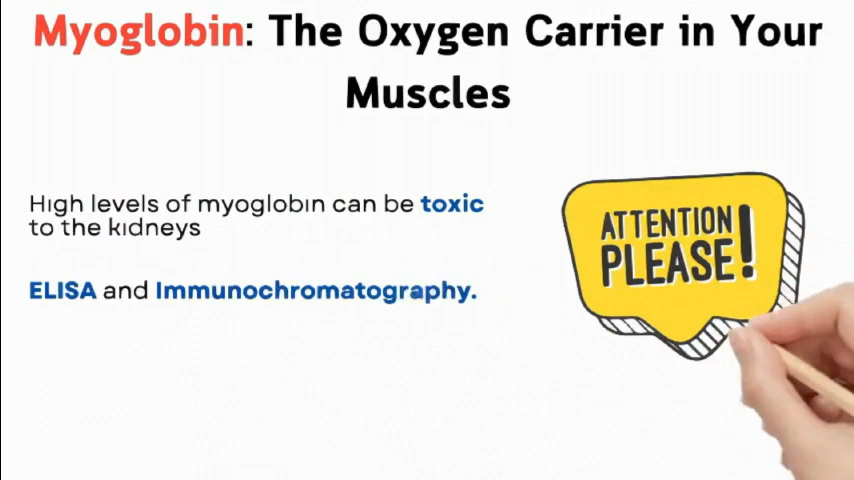 Myoglobin: The Oxygen Carrier in Your
Muscles
High levels of myoglobin can be toxic
to the kidneys
ELISA and Immunochromatography.
ATTENTION
PLEASE!